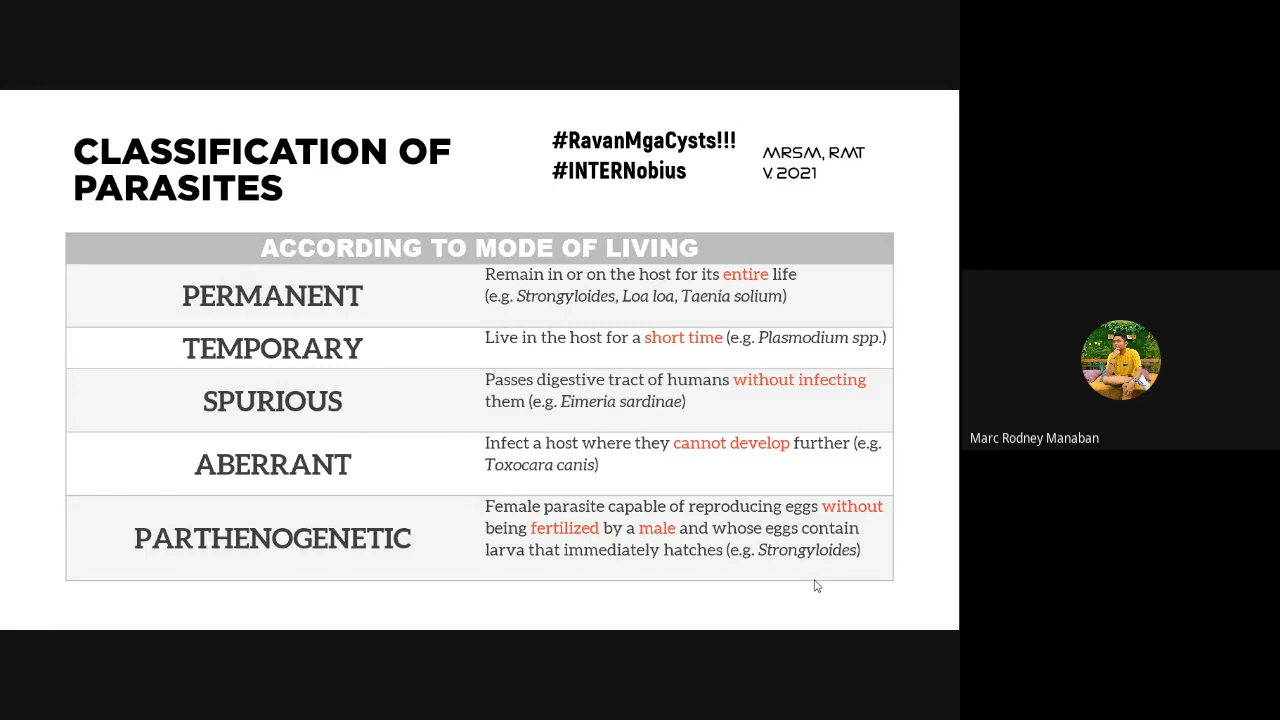 CLASSIFICATION OF
PARASITES
#RavanMgaCysts!!!
#INTERNobius
MRSM, RMT
V. 2021
ACCORDING TO MODE OF LIVING
PERMANENT
Remain in or on the host for its entire life
(e.g. Strongyloides, Loa loa, Taenia solium)
TEMPORARY
Live in the host for a short time (e.g. Plasmodium spp.)
SPURIOUS
Passes digestive tract of humans without infecting
them (e.g. Eimeria sardinae)
ABERRANT
Infect a host where they cannot develop further (e.g.
Toxocara canis)
PARTHENOGENETIC
Female parasite capable of reproducing eggs without
being fertilized by a male and whose eggs contain
larva that immediately hatches (e.g. Strongyloides)
Marc Rodney Manaban